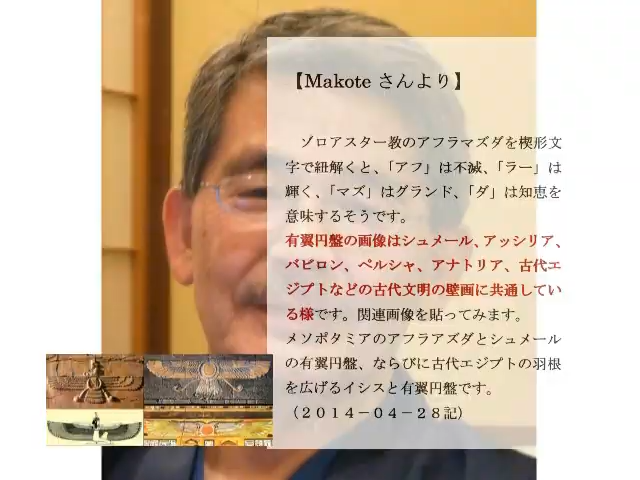 【Makote さんより】
ゾロアスター教のアフラマズダを楔形文
字で紐解くと、「アフ」は不滅、「ラー」は
輝く、「マズ」はグランド、「ダ」は知恵を
意味するそうです。
有翼円盤の画像はシュメール、アッシリア、
バビロン、ペルシャ、アナトリア、古代エ
ジプトなどの古代文明の壁画に共通してい
る様です。関連画像を貼ってみます。
メソポタミアのアフラアズダとシュメール
の有翼円盤、ならびに古代エジプトの羽根
を広げるイシスと有翼円盤です。
（２０１４－０４－２８記）